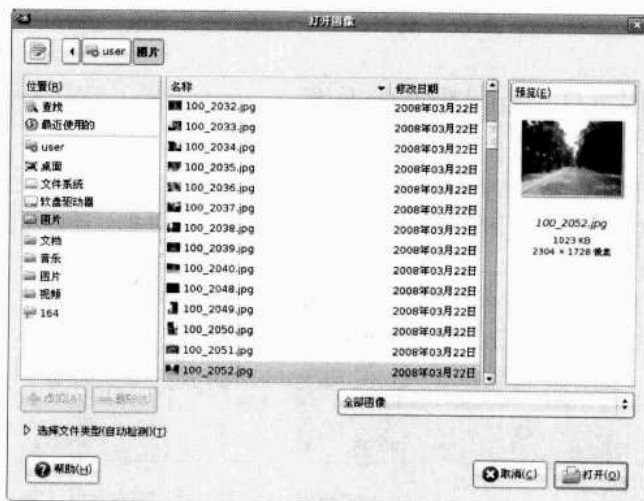 打开图像
user 图片
位置(R)
查找
最近使用的
user
桌面
文件系统
软盘驱动器
图片
文档
音乐
图片
视频
164
名称 修改日期
100_2032.jpg 2008年03月22日
100_2033.jpg 2008年03月22日
100_2034.jpg 2008年03月22日
100_2035.jpg 2008年03月22日
100_2036.jpg 2008年03月22日
100_2037.jpg 2008年03月22日
100_2038.jpg 2008年03月22日
100_2039.jpg 2008年03月22日
100_2040.jpg 2008年03月22日
100_2048.jpg 2008年03月22日
100_2049.jpg 2008年03月22日
100_2050.jpg 2008年03月22日
100_2051.jpg 2008年03月22日
100_2052.jpg 2008年03月22日
预览(E)
100_2052.jpg
1023 KB
2304 × 1728 像素
添加(A) 删除(R)
全部图像
选择文件类型(自动检测)(T)
帮助(H)
取消(C) 打开(O)